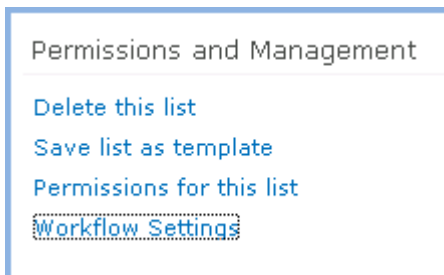 Permissions and Management
Delete this list
Save list as template
Permissions for this list
Workflow Settings